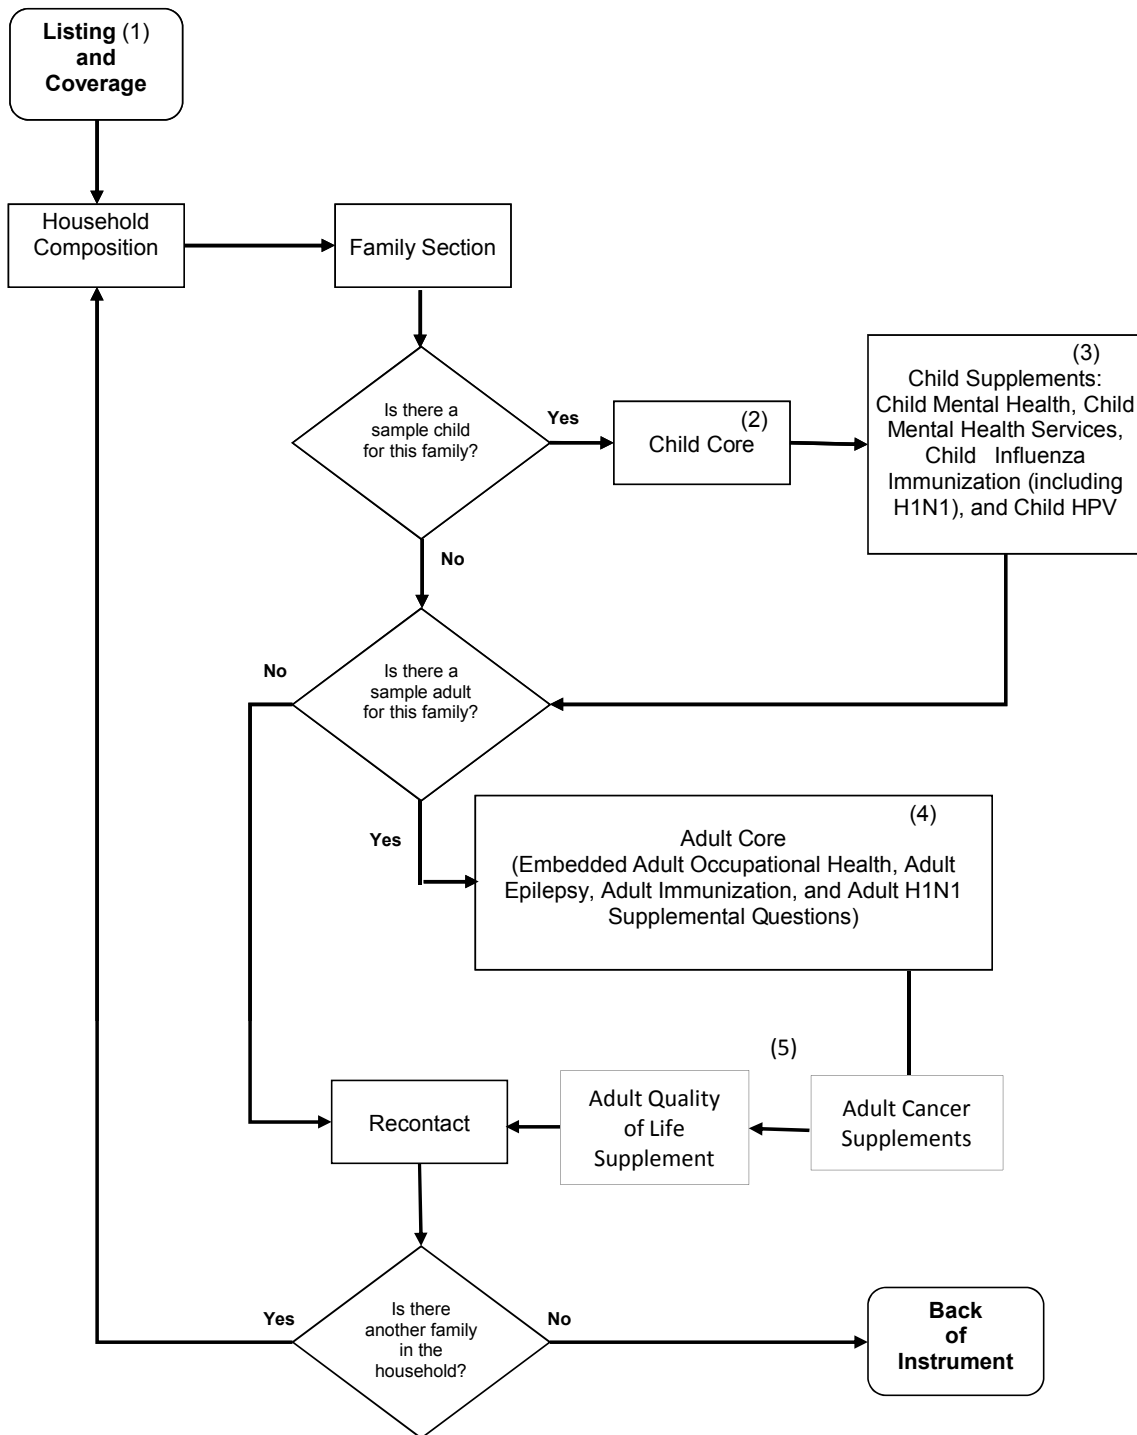 Listing (1)
and
Coverage
Household
Composition
Family Section
Is there a
sample child
for this family?
Yes
(2)
Child Core
(3)
Child Supplements:
Child Mental Health, Child
Mental Health Services,
Child Influenza
Immunization (including
H1N1), and Child HPV
No
Is there a
sample adult
for this family?
No
Yes
(4)
Adult Core
(Embedded Adult Occupational Health, Adult
Epilepsy, Adult Immunization, and Adult H1N1
Supplemental Questions)
(5)
Recontact
Adult Quality
of Life
Supplement
Adult Cancer
Supplements
Is there
another family
in the
household?
Yes
No
Back
of
Instrument